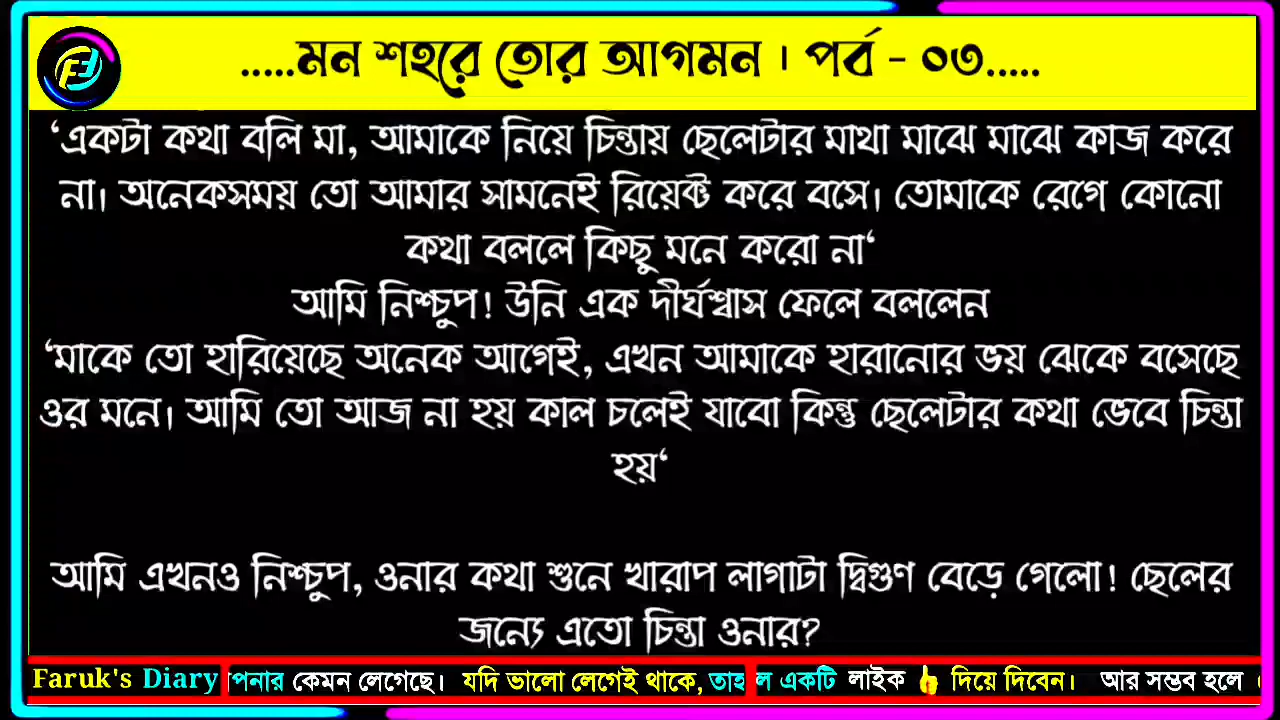 .....মন শহরে তোর আগমন । পর্ব - ০৩.....
‘একটা কথা বলি মা, আমাকে নিয়ে চিন্তায় ছেলেটার মাথা মাঝে মাঝে কাজ করে
না। অনেকসময় তো আমার সামনেই রিয়েক্ট করে বসে। তোমাকে রেগে কোনো
কথা বললে কিছু মনে করো না‘
আমি নিশ্চুপ! উনি এক দীর্ঘশ্বাস ফেলে বললেন
‘মাকে তো হারিয়েছে অনেক আগেই, এখন আমাকে হারানোর ভয় ঝেকে বসেছে
ওর মনে। আমি তো আজ না হয় কাল চলেই যাবো কিন্তু ছেলেটার কথা ভেবে চিন্তা
হয়‘
আমি এখনও নিশ্চুপ, ওনার কথা শুনে খারাপ লাগাটা দ্বিগুণ বেড়ে গেলো! ছেলের
জন্যে এতো চিন্তা ওনার?
Faruk's Diary পনার কেমন লেগেছে। যদি ভালো লেগেই থাকে, তাহ ল একটি লাইক 👍 দিয়ে দিবেন। আর সম্ভব হলে